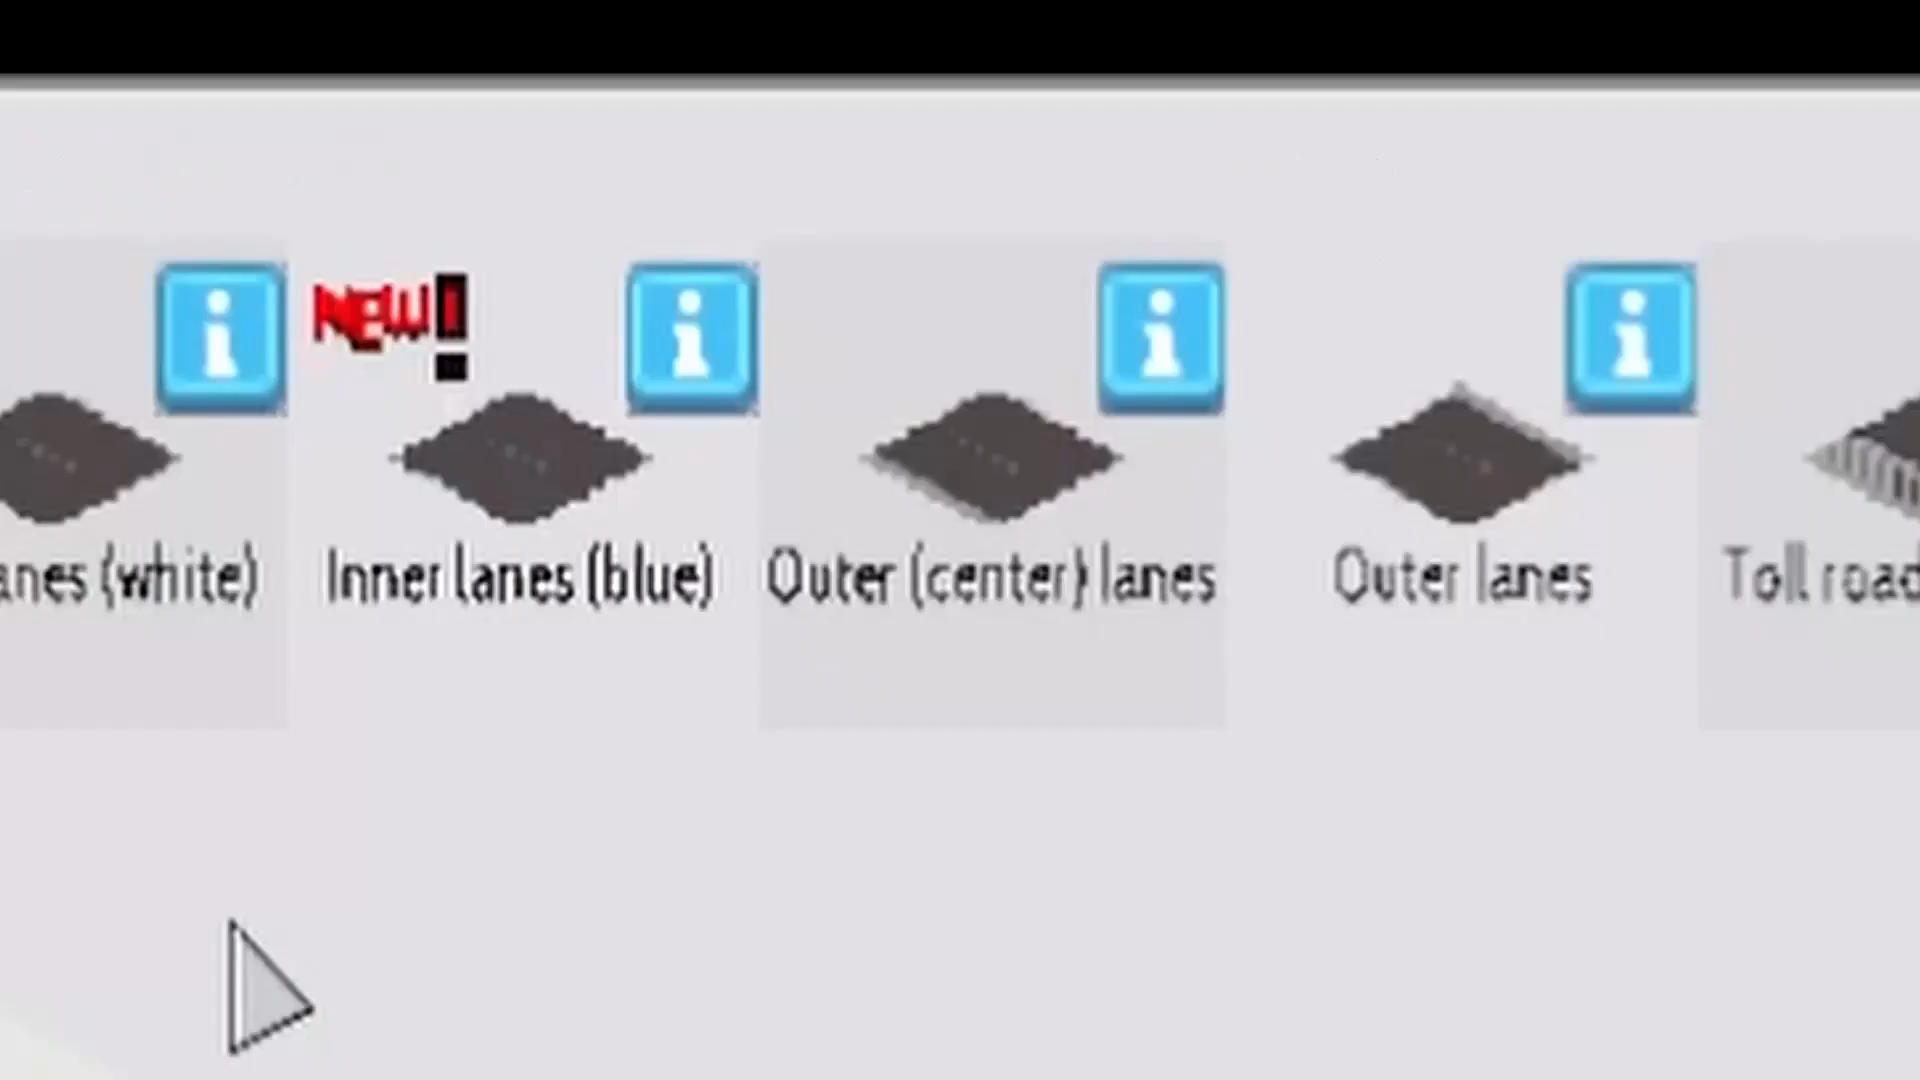 NEW!
anes (white)
Inner lanes (blue)
Outer (center) lanes
Outer lanes
Toll road